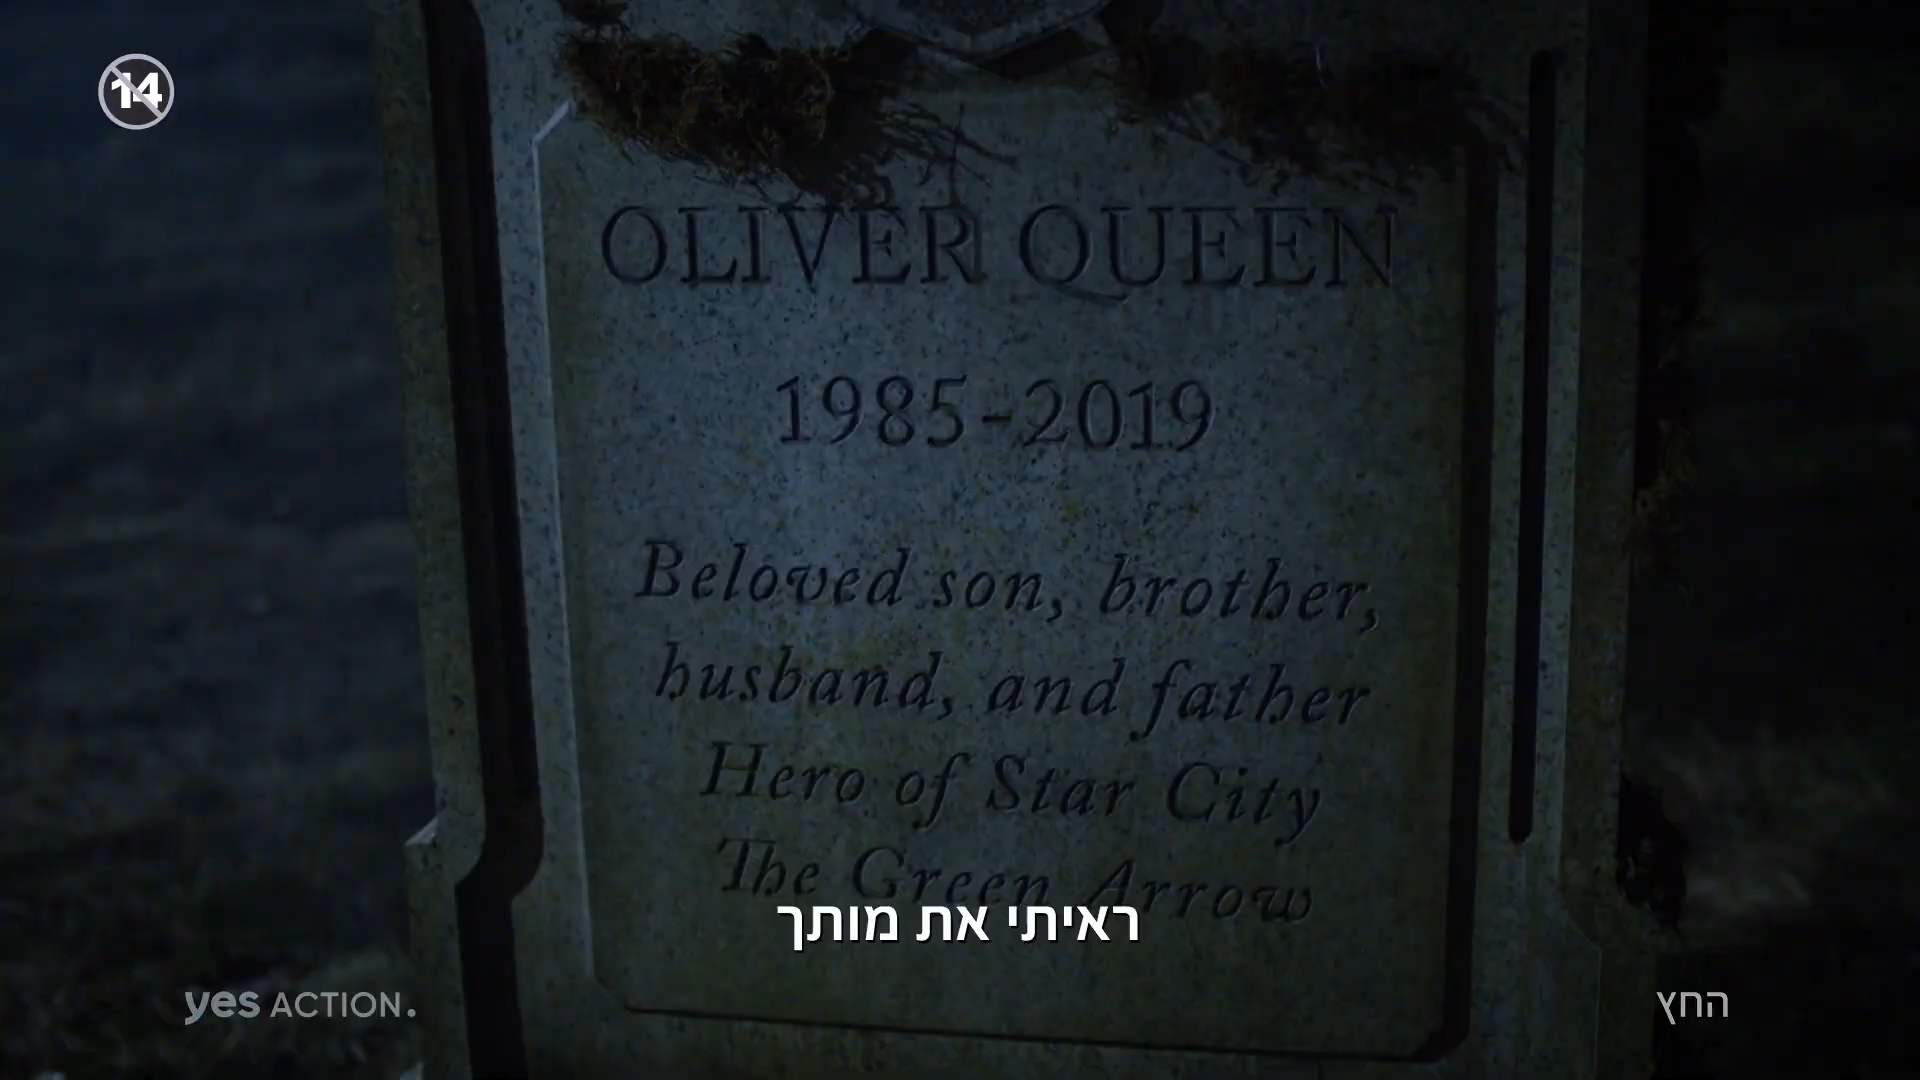 14
OLIVER QUEEN
1985-2019
Beloved son, brother,
husband, and father
Hero of Star City
The Green Arrow
ראיתי את מותך
yes ACTION.
החץ